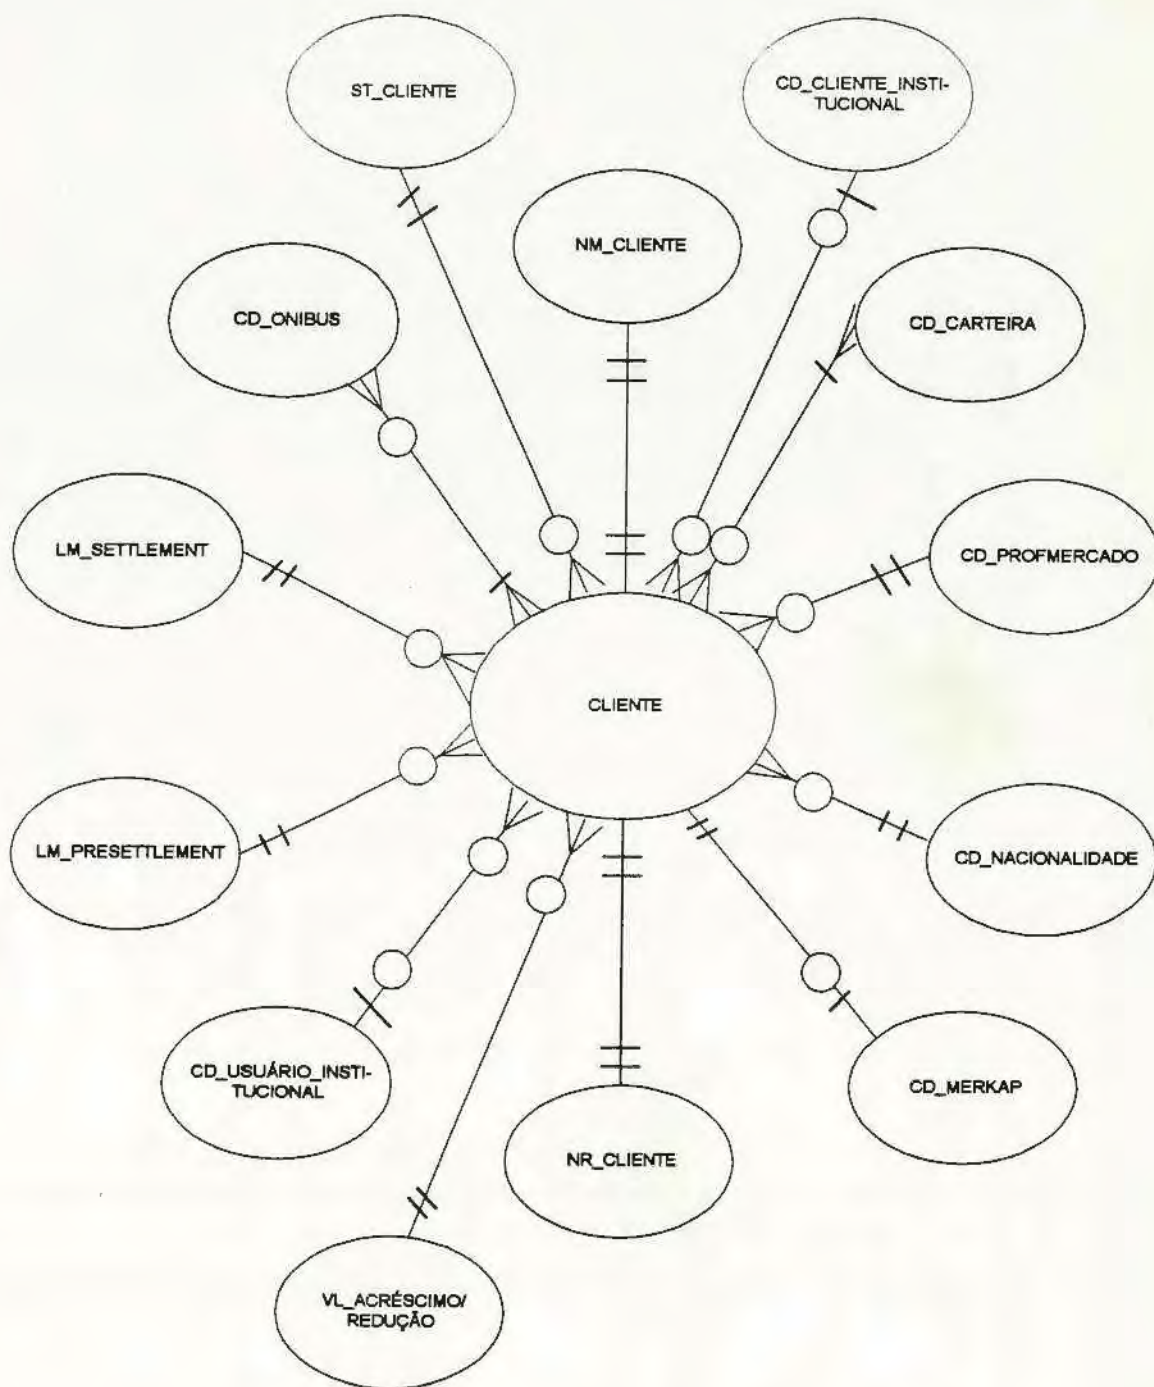 ST_CLIENTE
CD_CLIENTE_INSTI-
TUCIONAL
NM_CLIENTE
CD_ONIBUS
CD_CARTEIRA
LM_SETTLEMENT
CD_PROFMERCADO
CLIENTE
LM_PRESETTLEMENT
CD_NACIONALIDADE
CD_USUÁRIO_INSTI-
TUCIONAL
CD_MERKAP
NR_CLIENTE
VL_ACRÉSCIMO/
REDUÇÃO